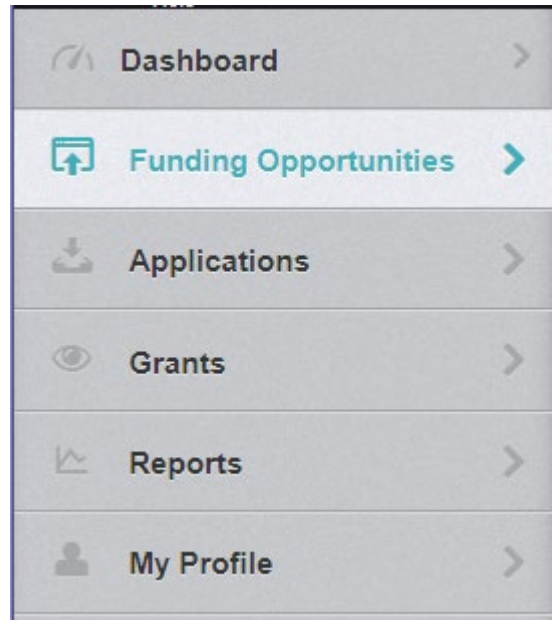 Dashboard
Funding Opportunities
Applications
Grants
Reports
My Profile